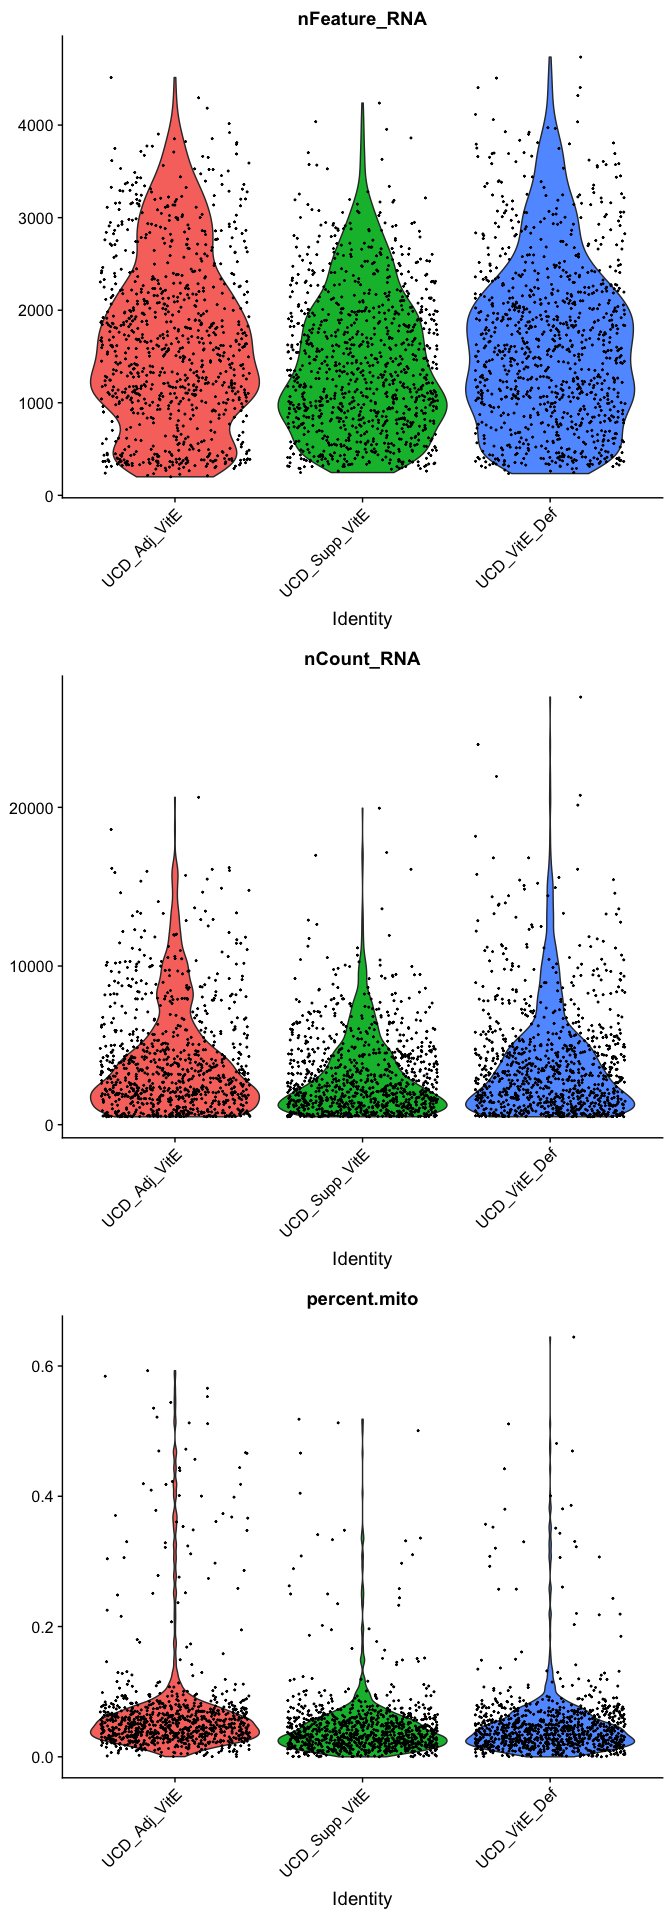 nFeature_RNA
4000
3000
2000
1000
0
UCD_Adj_VitE
UCD_Supp_VitE
UCD_VitE_Def
Identity
nCount_RNA
20000
10000
0
UCD_Adj_VitE
UCD_Supp_VitE
UCD_VitE_Def
Identity
percent.mito
0.6
0.4
0.2
0.0
UCD_Adj_VitE
UCD_Supp_VitE
UCD_VitE_Def
Identity